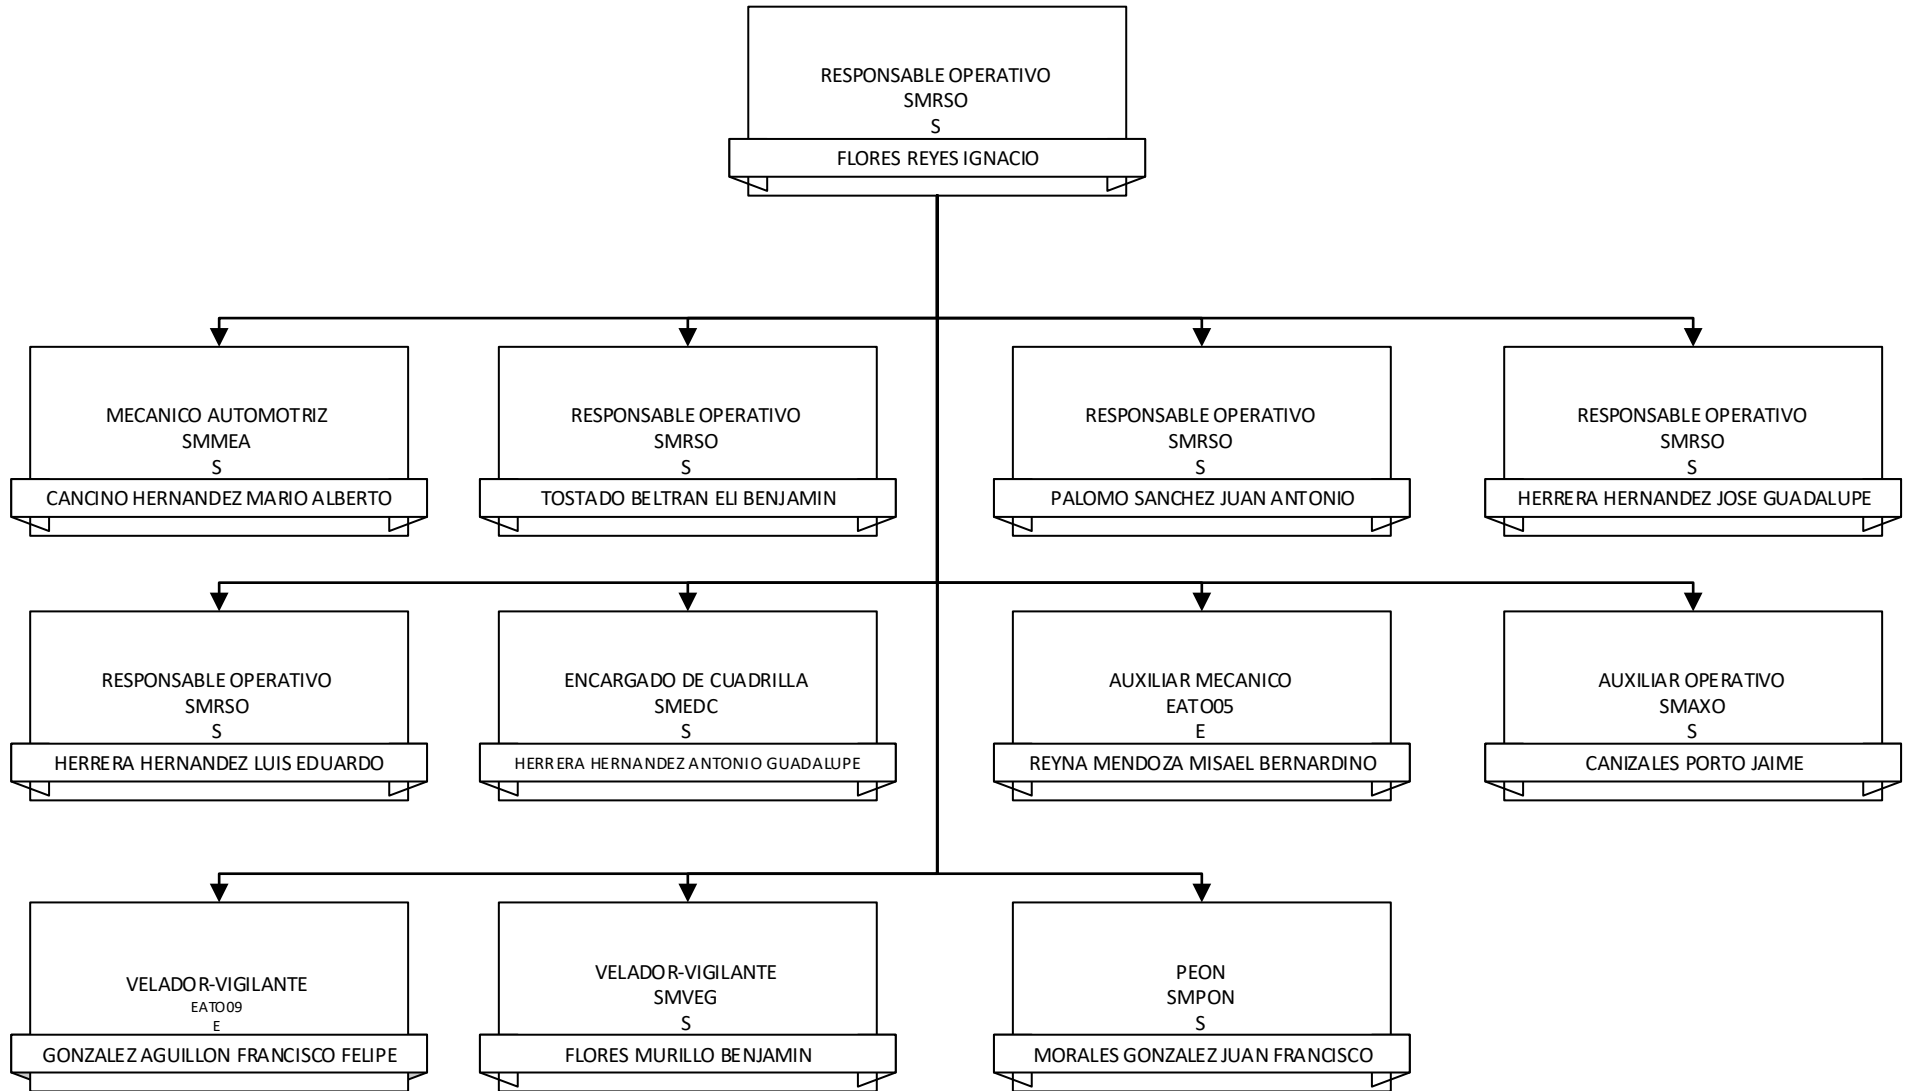 RESPONSABLE OPERATIVO
SMRSO
S
FLORES REYES IGNACIO
MECANICO AUTOMOTRIZ
SMMEA
S
CANCINO HERNANDEZ MARIO ALBERTO
RESPONSABLE OPERATIVO
SMRSO
S
TOSTADO BELTRAN ELI BENJAMIN
RESPONSABLE OPERATIVO
SMRSO
S
PALOMO SANCHEZ JUAN ANTONIO
RESPONSABLE OPERATIVO
SMRSO
S
HERRERA HERNANDEZ JOSE GUADALUPE
RESPONSABLE OPERATIVO
SMRSO
S
HERRERA HERNANDEZ LUIS EDUARDO
ENCARGADO DE CUADRILLA
SMEDC
S
HERRERA HERNANDEZ ANTONIO GUADALUPE
AUXILIAR MECANICO
EATO05
E
REYNA MENDOZA MISAEL BERNARDINO
AUXILIAR OPERATIVO
SMAXO
S
CANIZALES PORTO JAIME
VELADOR-VIGILANTE
EATO09
E
GONZALEZ AGUILLON FRANCISCO FELIPE
VELADOR-VIGILANTE
SMVEG
S
FLORES MURILLO BENJAMIN
PEON
SMPON
S
MORALES GONZALEZ JUAN FRANCISCO